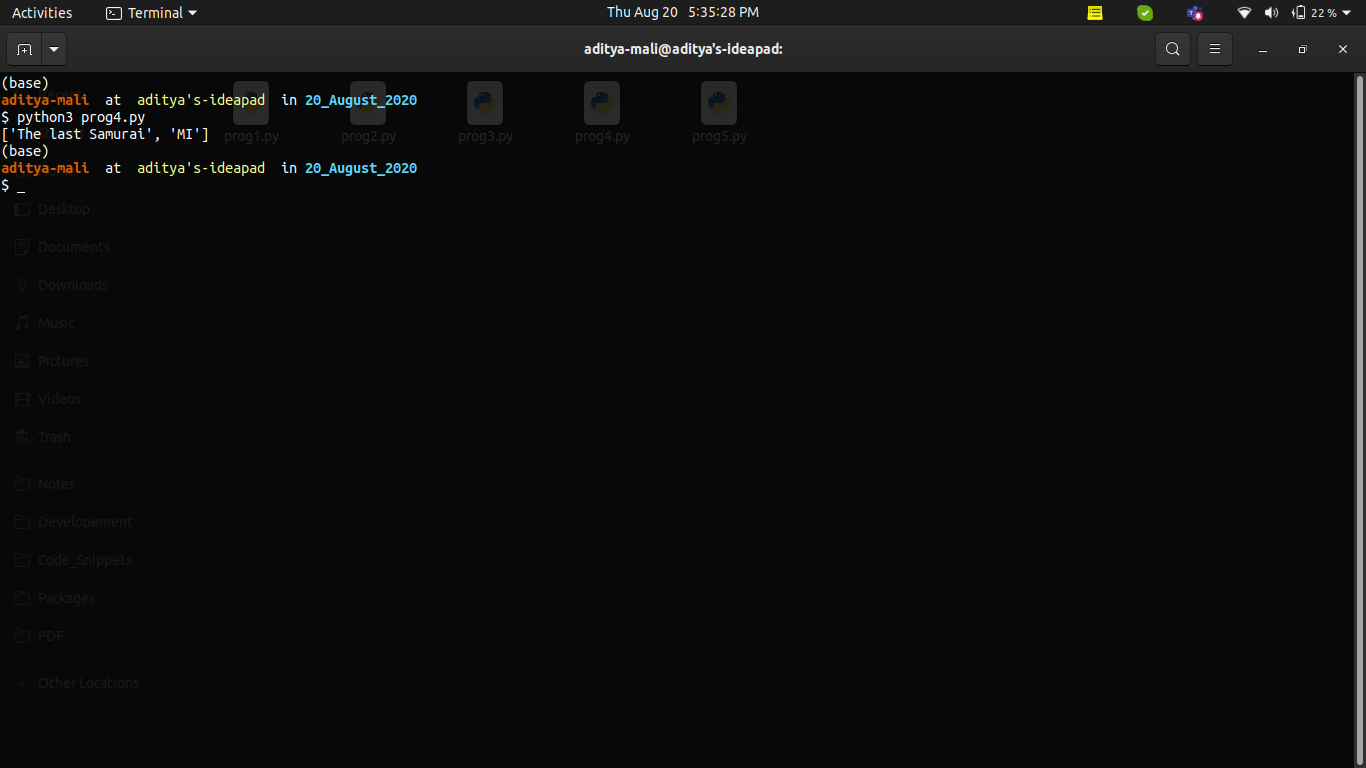 Activities Terminal Thu Aug 20 5:35:28 PM 22 %
aditya-mali@aditya's-ideapad:
(base)
aditya-mali at aditya's-ideapad in 20_August_2020
$ python3 prog4.py
['The last Samurai', 'MI']
(base)
aditya-mali at aditya's-ideapad in 20_August_2020
$ _
prog1.py prog2.py prog3.py prog4.py prog5.py
Desktop
Documents
Downloads
Music
Pictures
Videos
Trash
Notes
Developement
Code_Snippets
Packages
PDF
Other Locations